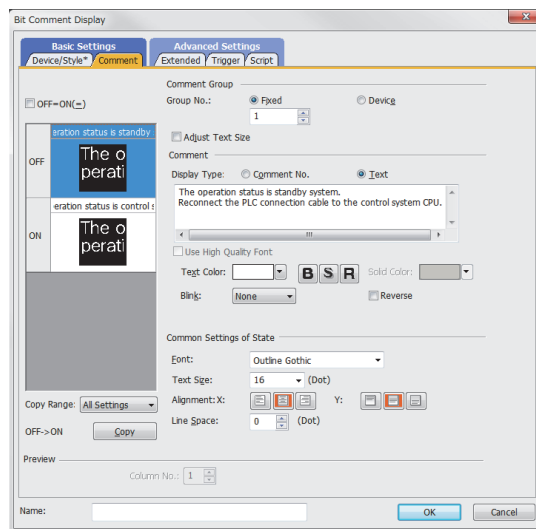 Bit Comment Display
Basic Settings
Advanced Settings
Device/Style*
Comment
Extended
Trigger
Script
OFF=ON(=)
Comment Group
Group No.:
Fixed
Device
1
Adjust Text Size
Comment
Display Type:
Comment No.
Text
The operation status is standby system.
Reconnect the PLC connection cable to the control system CPU.
Use High Quality Font
Text Color:
B S R
Solid Color:
Blink:
None
Reverse
eration status is standby
OFF
The o
perati
eration status is control s
ON
The o
perati
Common Settings of State
Font:
Outline Gothic
Text Size:
16
(Dot)
Alignment: X:
Y:
Line Space:
0
(Dot)
Copy Range:
All Settings
OFF->ON
Copy
Preview
Column No.:
1
Name:
OK
Cancel